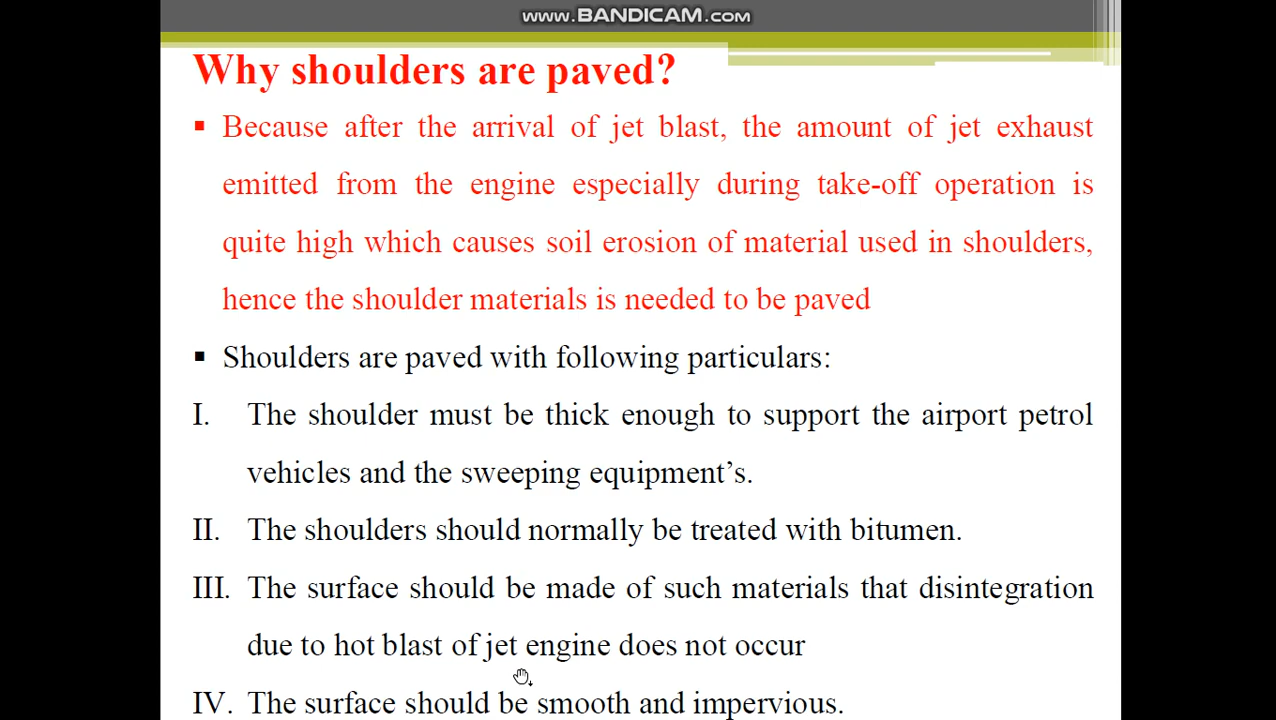 www.BANDICAM.com
Why shoulders are paved?
▪ Because after the arrival of jet blast, the amount of jet exhaust
emitted from the engine especially during take-off operation is
quite high which causes soil erosion of material used in shoulders,
hence the shoulder materials is needed to be paved
▪ Shoulders are paved with following particulars:
I. The shoulder must be thick enough to support the airport petrol
vehicles and the sweeping equipment’s.
II. The shoulders should normally be treated with bitumen.
III. The surface should be made of such materials that disintegration
due to hot blast of jet engine does not occur
IV. The surface should be smooth and impervious.